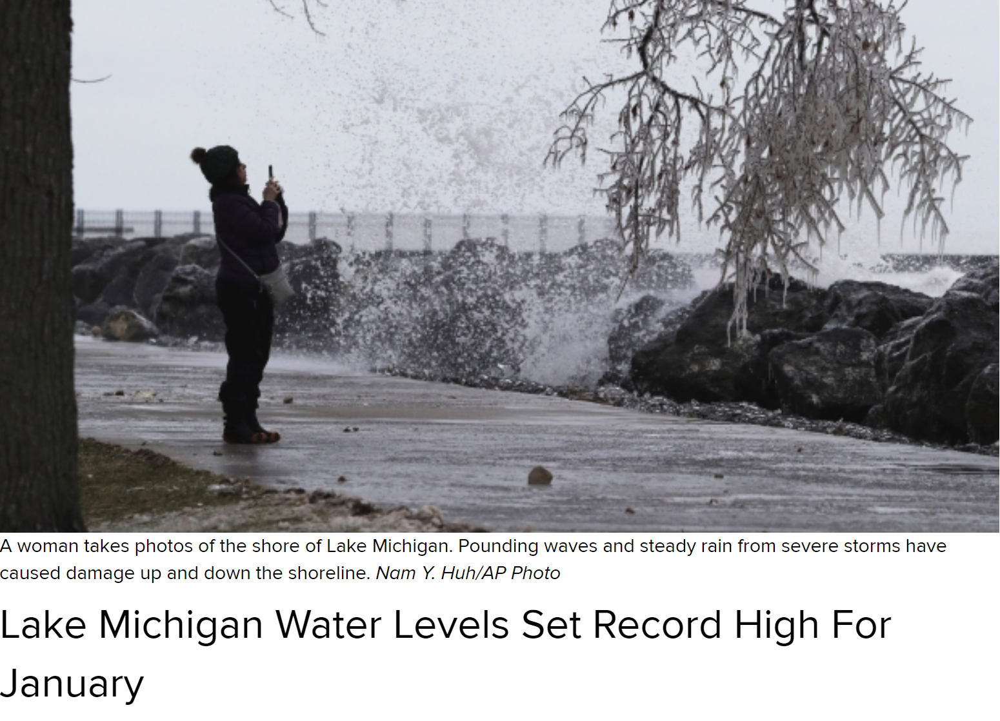 A woman takes photos of the shore of Lake Michigan. Pounding waves and steady rain from severe storms have
caused damage up and down the shoreline. Nam Y. Huh/AP Photo
Lake Michigan Water Levels Set Record High For
January